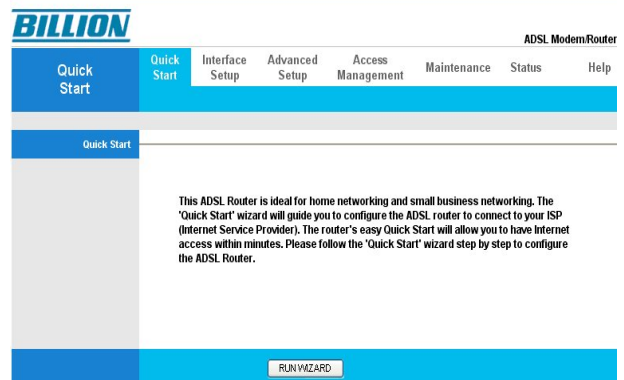 BILLION
ADSL Modem/Router
Quick Start
Quick Start
Interface Setup
Advanced Setup
Access Management
Maintenance
Status
Help
Quick Start
This ADSL Router is ideal for home networking and small business networking. The
'Quick Start' wizard will guide you to configure the ADSL router to connect to your ISP
(Internet Service Provider). The router's easy Quick Start will allow you to have Internet
access within minutes. Please follow the 'Quick Start' wizard step by step to configure
the ADSL Router.
RUN WIZARD